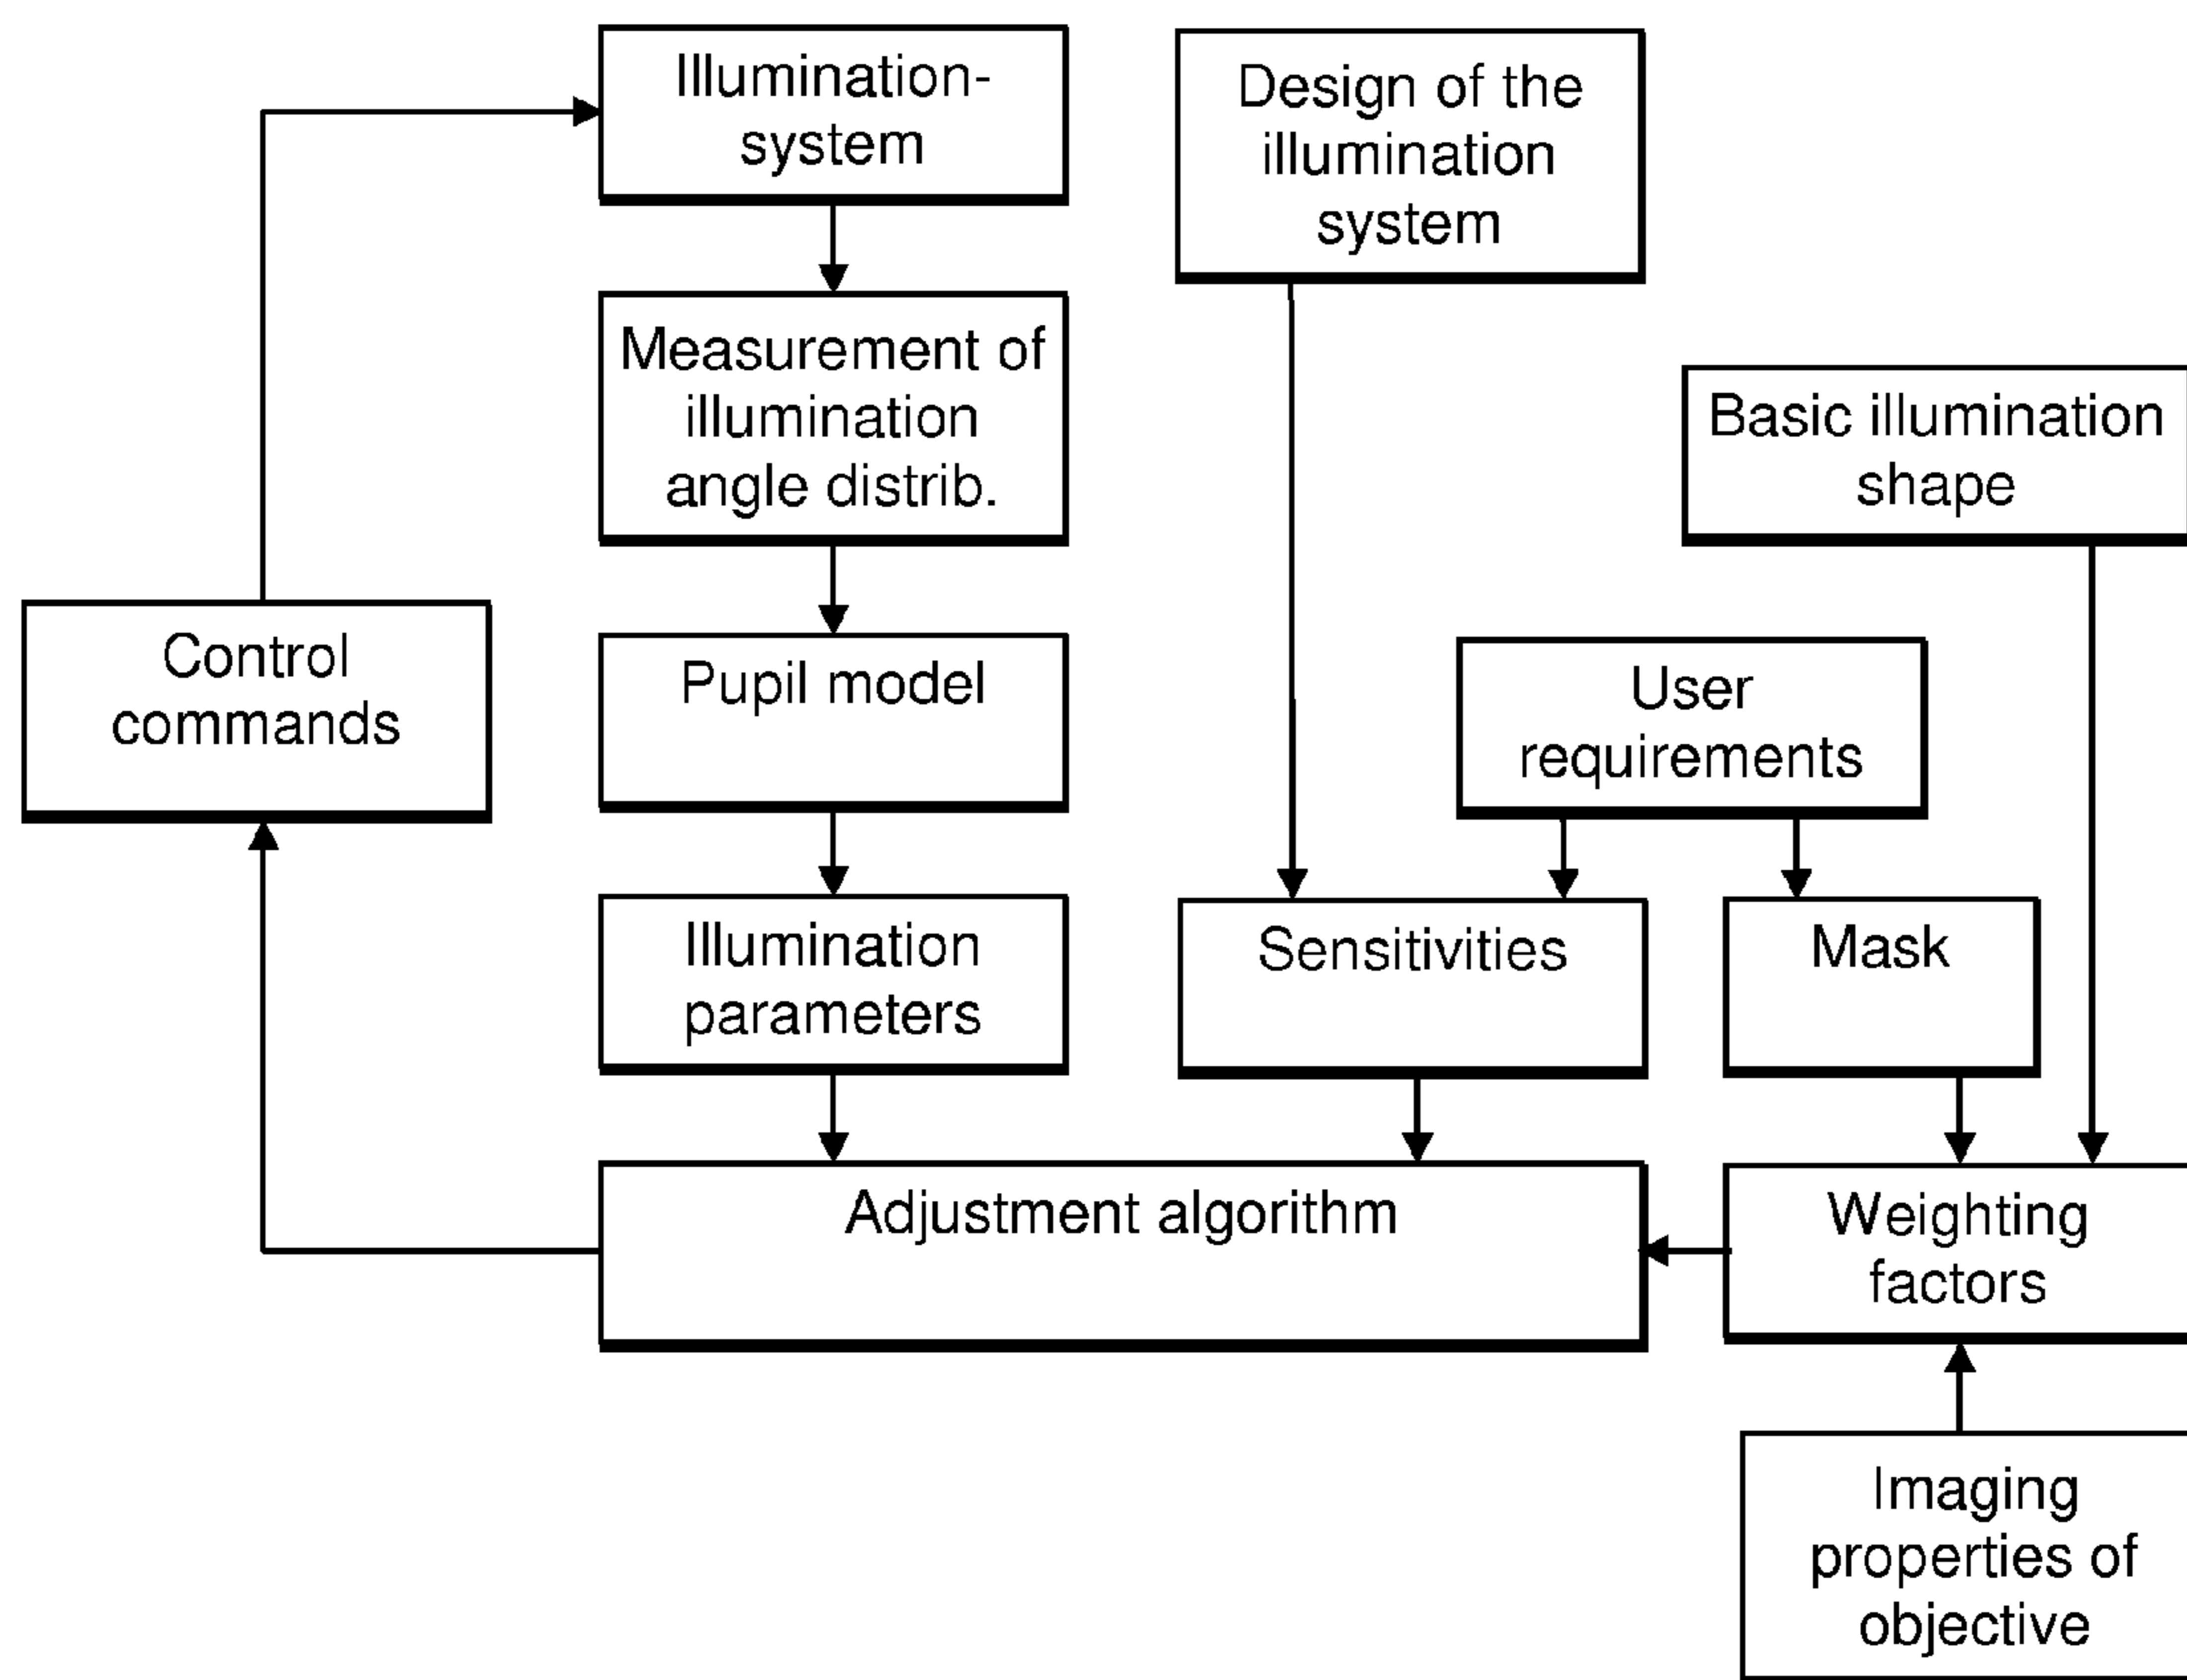 Illumination-
system
Design of the
illumination
system
Measurement of
illumination
angle distrib.
Basic illumination
shape
Control
commands
Pupil model
User
requirements
Illumination
parameters
Sensitivities
Mask
Adjustment algorithm
Weighting
factors
Imaging
properties of
objective